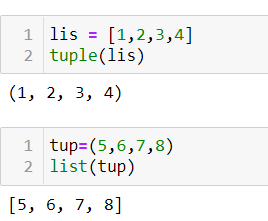 1 lis = [1,2,3,4]
2 tuple(lis)
(1, 2, 3, 4)
1 tup=(5,6,7,8)
2 list(tup)
[5, 6, 7, 8]